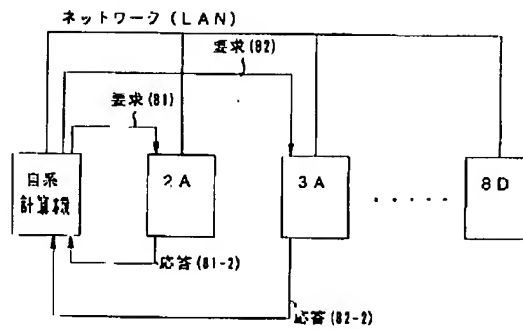 ネットワーク(LAN)
要求(82)
要求(81)
自系
計算機
2A
3A
・・・・・
8D
応答(81-2)
応答(82-2)